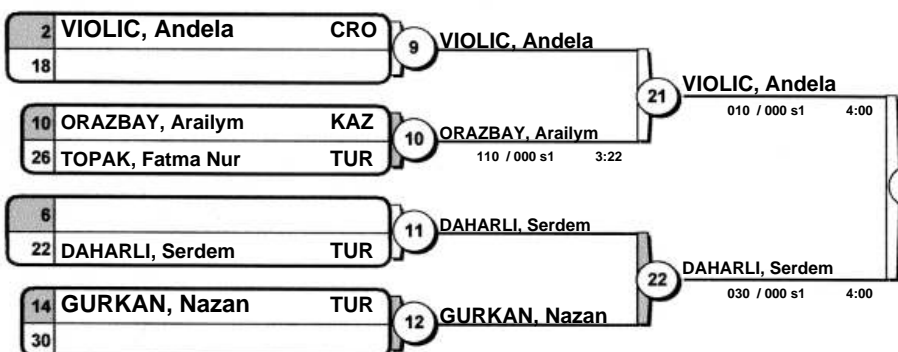 2 VIOLIC, Andela CRO
18
9
VIOLIC, Andela
10 ORAZBAY, Arailym KAZ
26 TOPAK, Fatma Nur TUR
10
ORAZBAY, Arailym
110 / 000 s1 3:22
21
VIOLIC, Andela
010 / 000 s1 4:00
6
22 DAHARLI, Serdem TUR
11
DAHARLI, Serdem
14 GURKAN, Nazan TUR
30
12
GURKAN, Nazan
22
DAHARLI, Serdem
030 / 000 s1 4:00